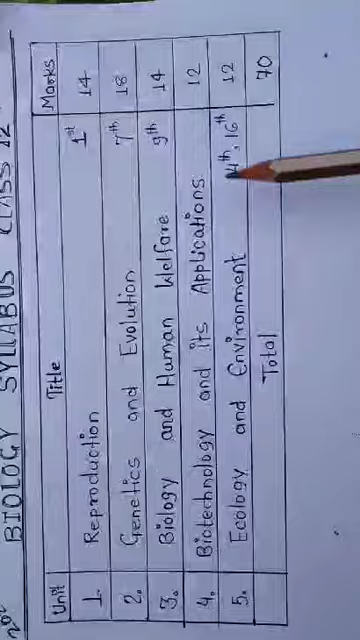 BIOLOGY SYLLABUS CLASS 12
Unit Title Marks
1. Reproduction 1st 14
2. Genetics and Evolution 7th 18
3. Biology and Human Welfare 9th 14
4. Biotechnology and its Applications 12
5. Ecology and Environment 14th, 16th 12
Total 70